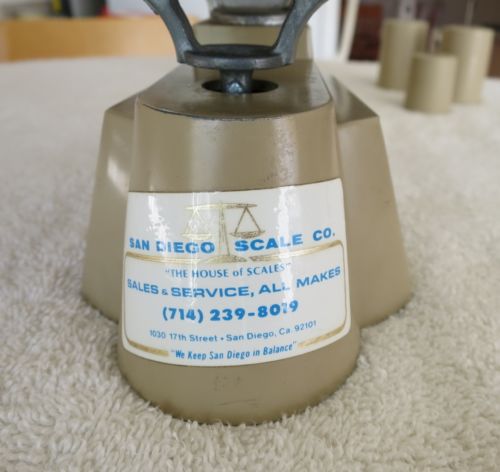 SAN DIEGO SCALE CO.
"THE HOUSE of SCALES"
SALES & SERVICE, ALL MAKES
(714) 239-8019
1030 17th Street • San Diego, Ca. 92101
"We Keep San Diego in Balance"